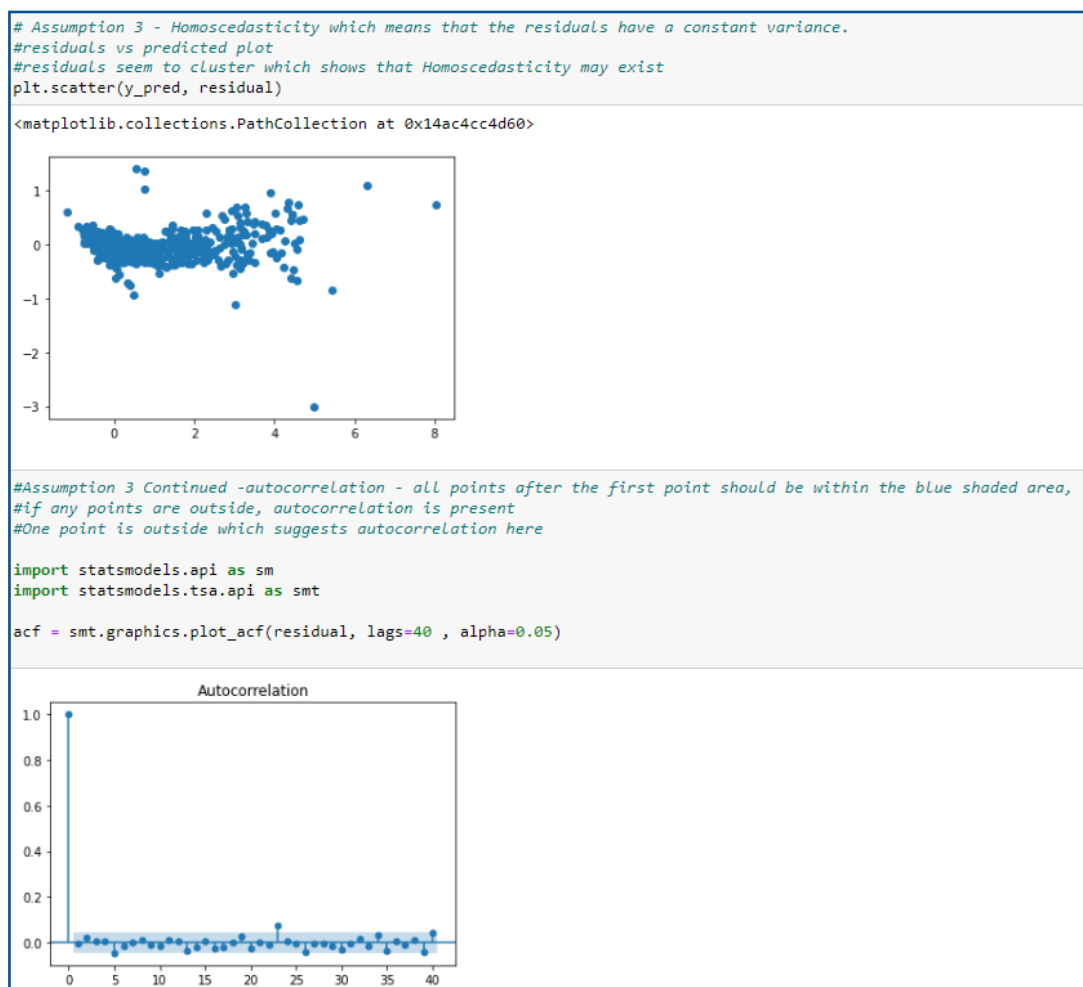 # Assumption 3 - Homoscedasticity which means that the residuals have a constant variance.
#residuals vs predicted plot
#residuals seem to cluster which shows that Homoscedasticity may exist
plt.scatter(y_pred, residual)
<matplotlib.collections.PathCollection at 0x14ac4cc4d60>
1
0
−1
−2
−3
0 2 4 6 8
#Assumption 3 Continued -autocorrelation - all points after the first point should be within the blue shaded area,
#if any points are outside, autocorrelation is present
#One point is outside which suggests autocorrelation here
import statsmodels.api as sm
import statsmodels.tsa.api as smt
acf = smt.graphics.plot_acf(residual, lags=40 , alpha=0.05)
Autocorrelation
1.0
0.8
0.6
0.4
0.2
0.0
0 5 10 15 20 25 30 35 40